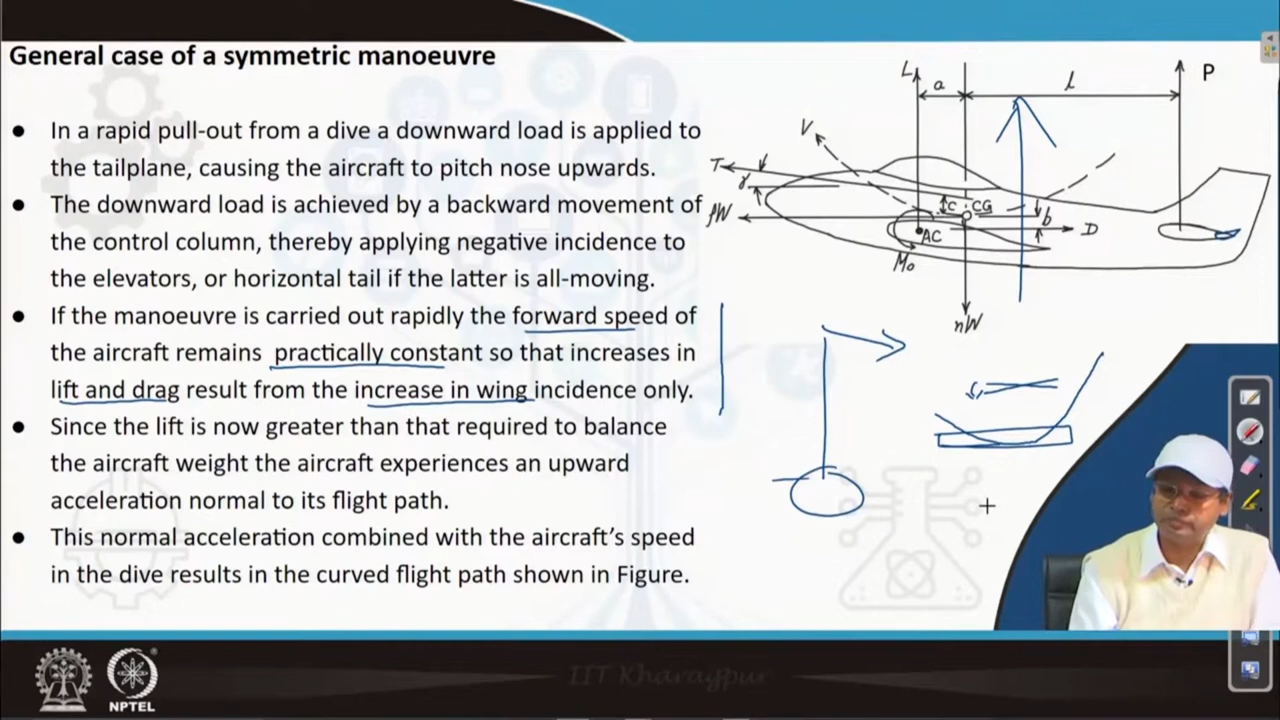 General case of a symmetric manoeuvre
● In a rapid pull-out from a dive a downward load is applied to
the tailplane, causing the aircraft to pitch nose upwards.
● The downward load is achieved by a backward movement of
the control column, thereby applying negative incidence to
the elevators, or horizontal tail if the latter is all-moving.
● If the manoeuvre is carried out rapidly the forward speed of
the aircraft remains practically constant so that increases in
lift and drag result from the increase in wing incidence only.
● Since the lift is now greater than that required to balance
the aircraft weight the aircraft experiences an upward
acceleration normal to its flight path.
● This normal acceleration combined with the aircraft's speed
in the dive results in the curved flight path shown in Figure.
L a l P
V
T
γ
fW C CG b D
AC
M₀
nW
IIT Kharagpur
NPTEL